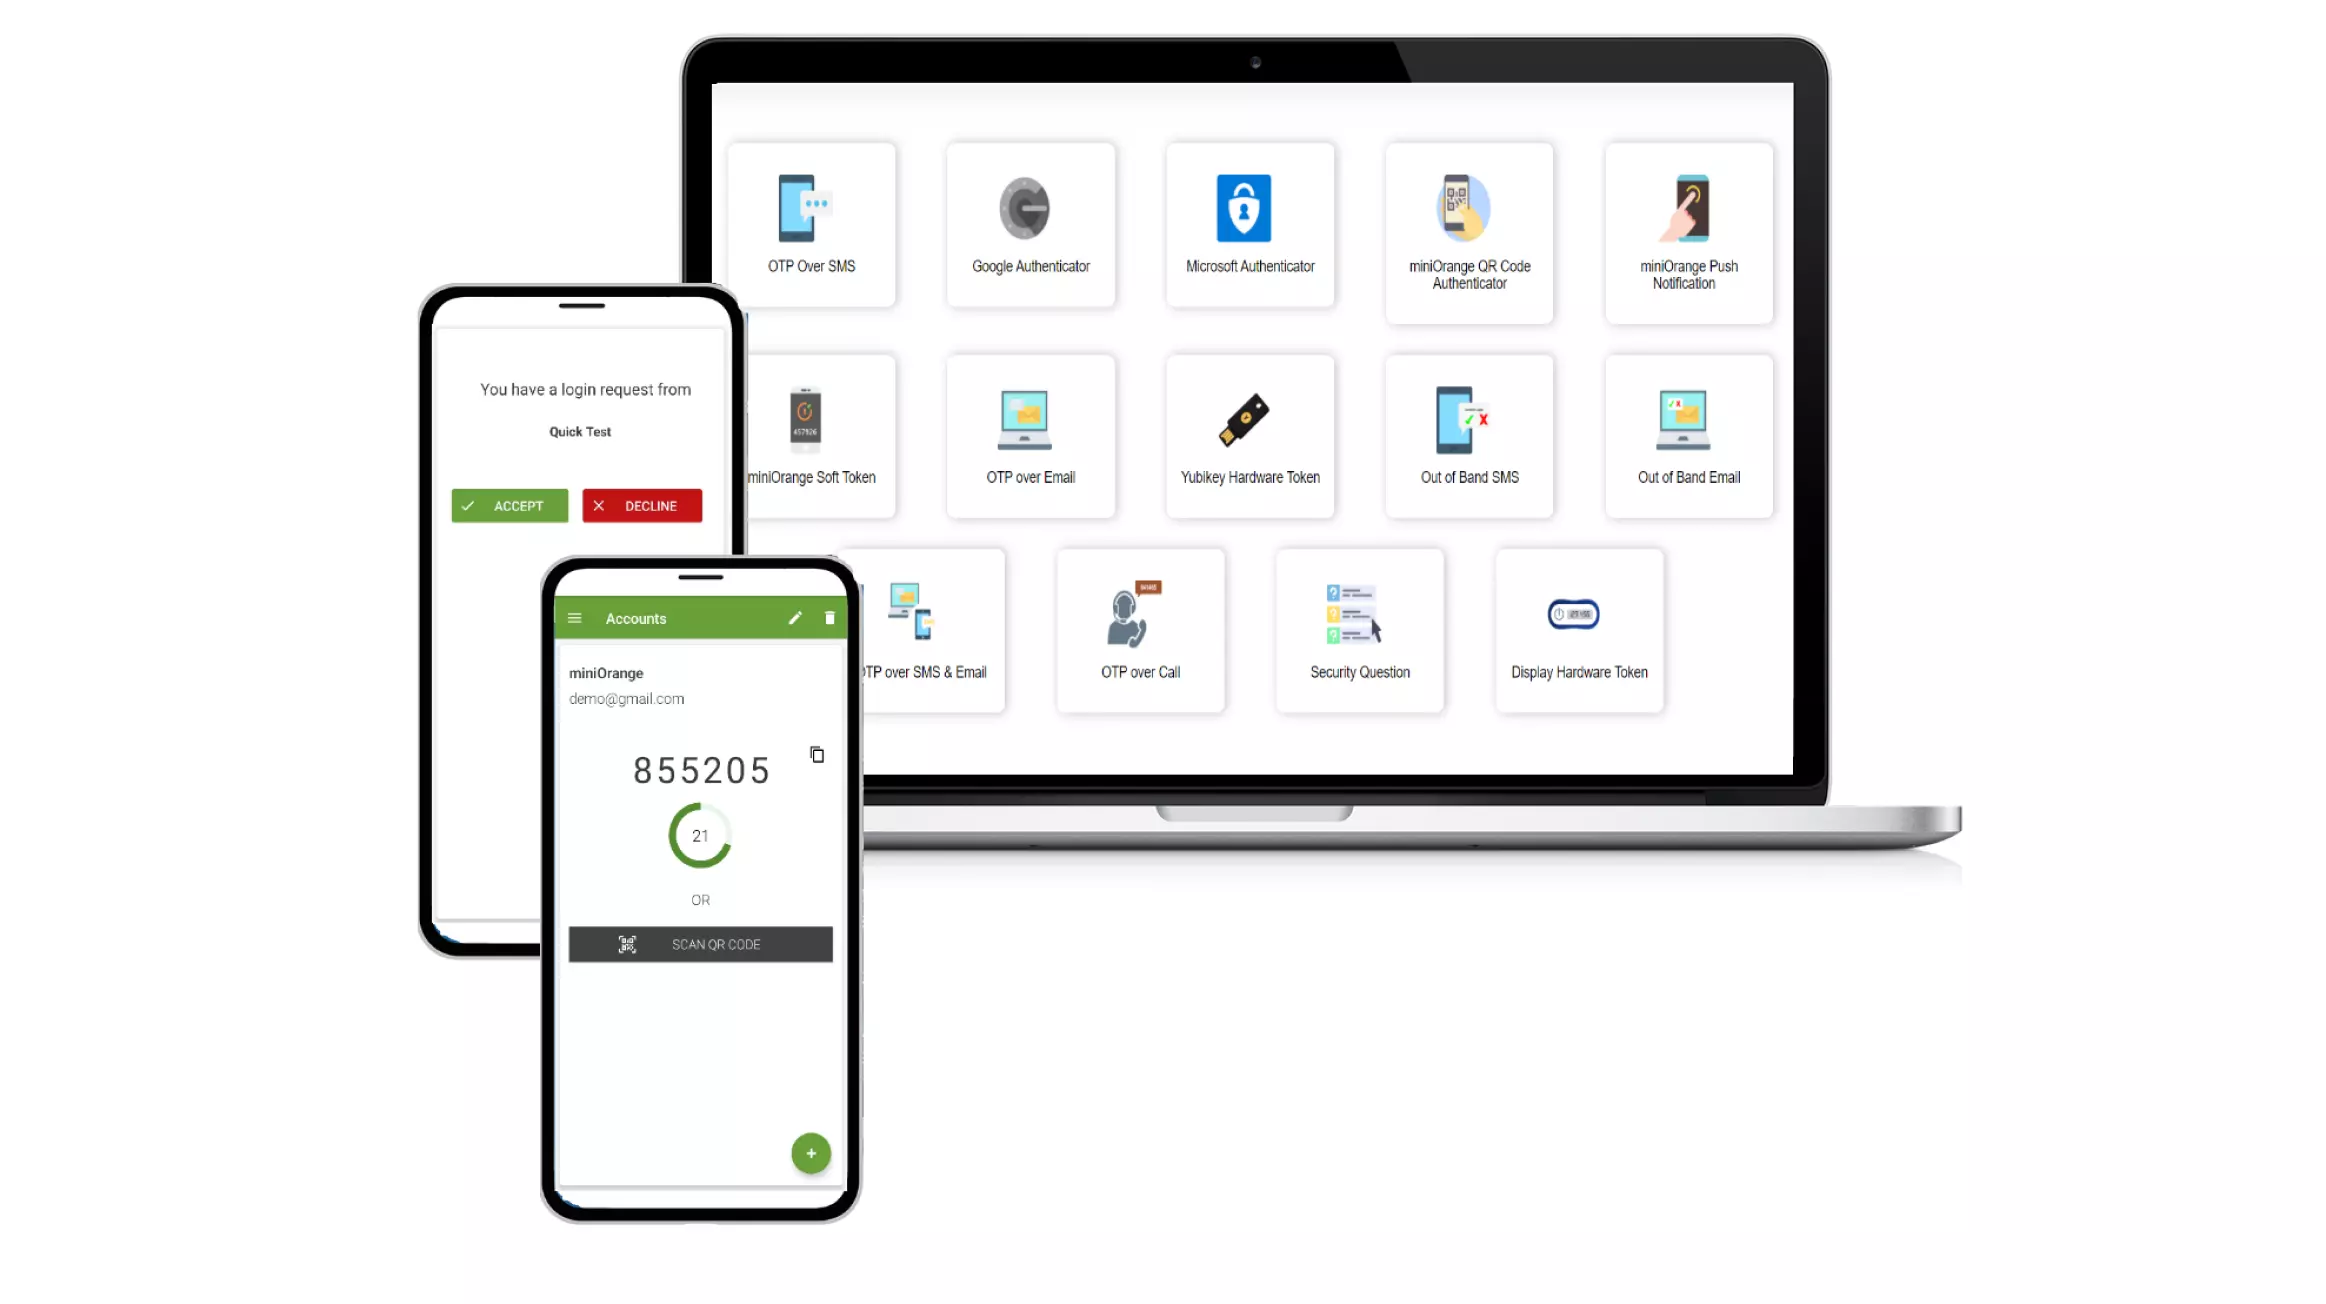 OTP Over SMS
Google Authenticator
Microsoft Authenticator
miniOrange QR Code
Authenticator
miniOrange Push
Notification
miniOrange Soft Token
OTP over Email
Yubikey Hardware Token
Out of Band SMS
Out of Band Email
TP over SMS & Email
OTP over Call
Security Question
Display Hardware Token
You have a login request from
Quick Test
ACCEPT
DECLINE
Accounts
miniOrange
demo@gmail.com
855205
21
OR
SCAN QR CODE